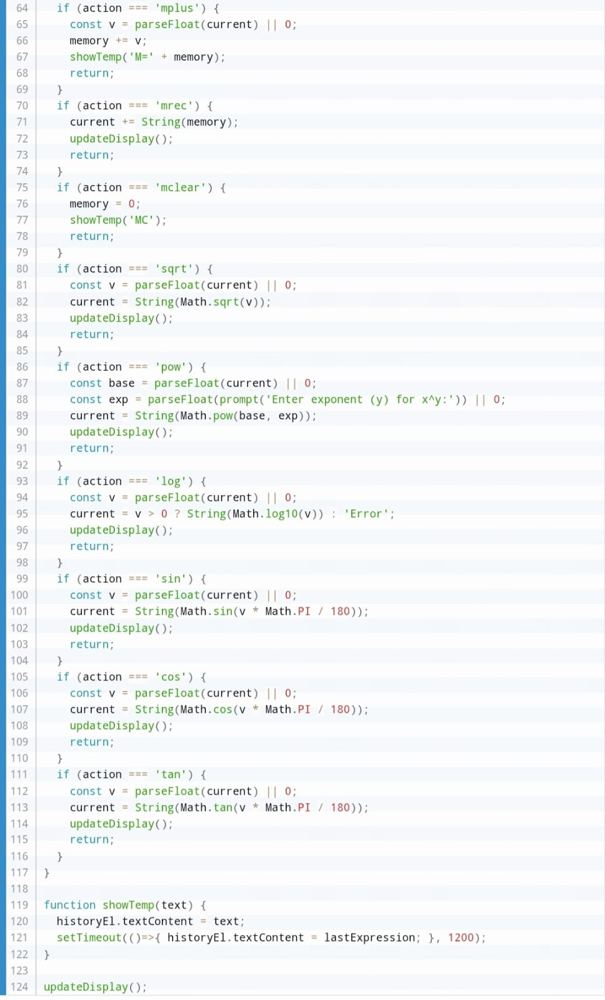 64 if (action === 'mplus') {
65 const v = parseFloat(current) || 0;
66 memory += v;
67 showTemp('M=' + memory);
68 return;
69 }
70 if (action === 'mrec') {
71 current += String(memory);
72 updateDisplay();
73 return;
74 }
75 if (action === 'mclear') {
76 memory = 0;
77 showTemp('MC');
78 return;
79 }
80 if (action === 'sqrt') {
81 const v = parseFloat(current) || 0;
82 current = String(Math.sqrt(v));
83 updateDisplay();
84 return;
85 }
86 if (action === 'pow') {
87 const base = parseFloat(current) || 0;
88 const exp = parseFloat(prompt('Enter exponent (y) for x^y:')) || 0;
89 current = String(Math.pow(base, exp));
90 updateDisplay();
91 return;
92 }
93 if (action === 'log') {
94 const v = parseFloat(current) || 0;
95 current = v > 0 ? String(Math.log10(v)) : 'Error';
96 updateDisplay();
97 return;
98 }
99 if (action === 'sin') {
100 const v = parseFloat(current) || 0;
101 current = String(Math.sin(v * Math.PI / 180));
102 updateDisplay();
103 return;
104 }
105 if (action === 'cos') {
106 const v = parseFloat(current) || 0;
107 current = String(Math.cos(v * Math.PI / 180));
108 updateDisplay();
109 return;
110 }
111 if (action === 'tan') {
112 const v = parseFloat(current) || 0;
113 current = String(Math.tan(v * Math.PI / 180));
114 updateDisplay();
115 return;
116 }
117 }
118
119 function showTemp(text) {
120 historyEl.textContent = text;
121 setTimeout(()=>{ historyEl.textContent = lastExpression; }, 1200);
122 }
123
124 updateDisplay();